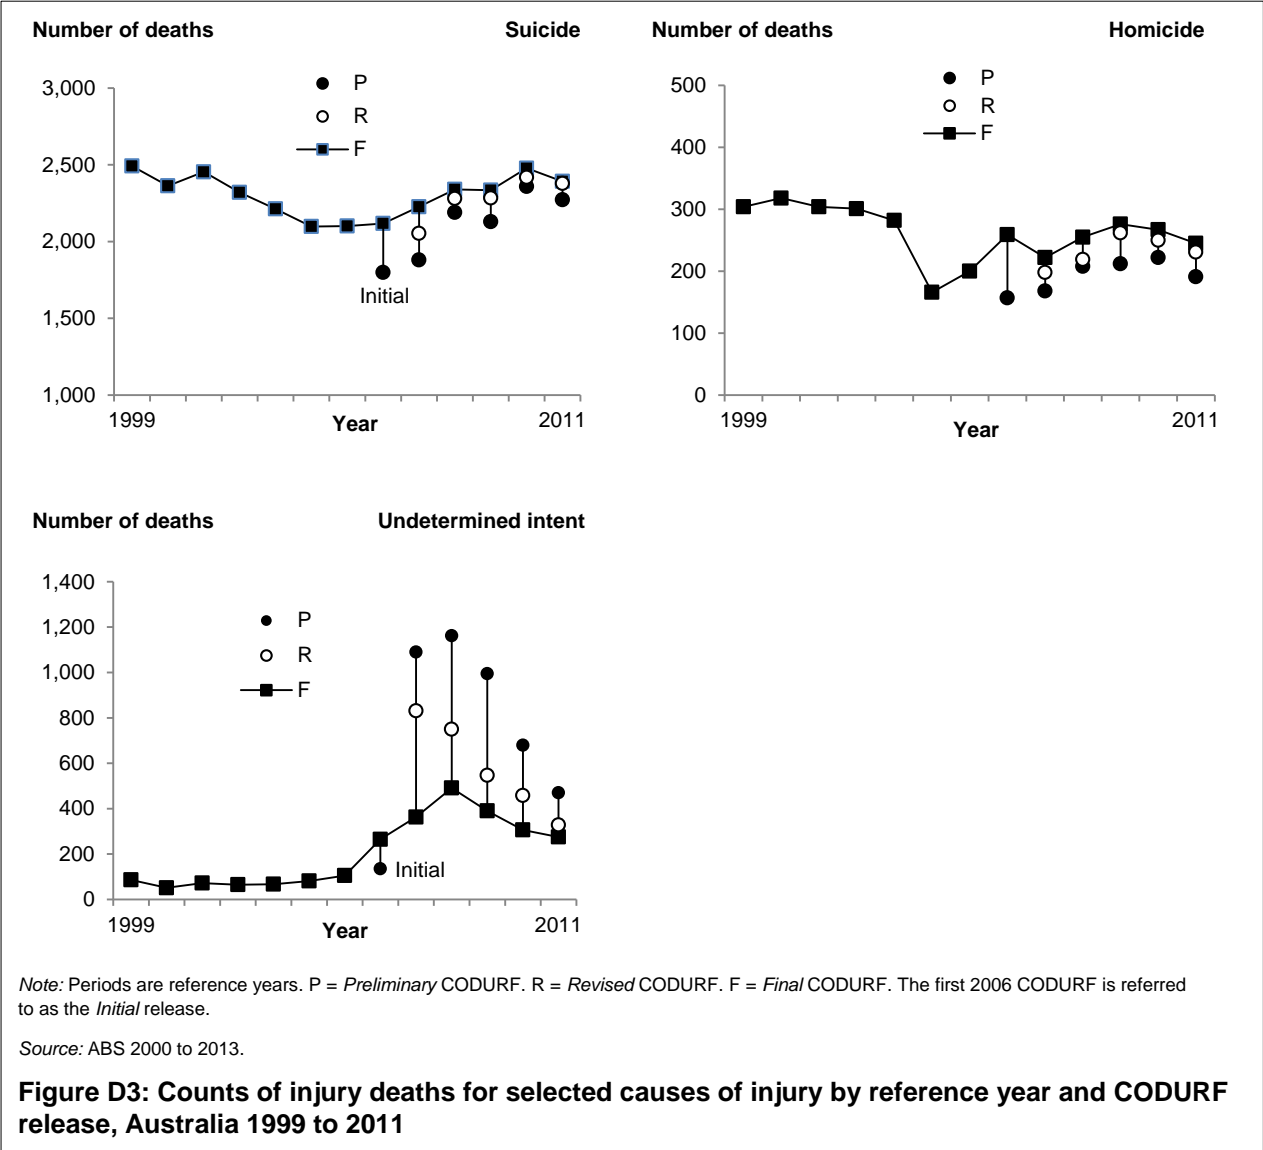 Number of deaths Suicide
P
R
F
3,000
2,500
2,000
1,500
1,000
Initial
1999 Year 2011
Number of deaths Homicide
P
R
F
500
400
300
200
100
0
1999 Year 2011
Number of deaths Undetermined intent
P
R
F
1,400
1,200
1,000
800
600
400
200
0
Initial
1999 Year 2011
Note: Periods are reference years. P = Preliminary CODURF. R = Revised CODURF. F = Final CODURF. The first 2006 CODURF is referred
to as the Initial release.
Source: ABS 2000 to 2013.
Figure D3: Counts of injury deaths for selected causes of injury by reference year and CODURF
release, Australia 1999 to 2011